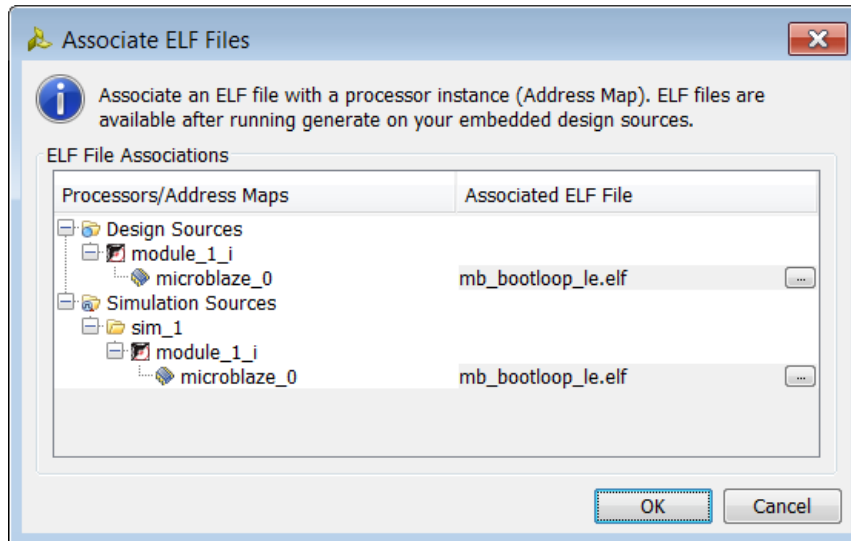 Associate ELF Files
Associate an ELF file with a processor instance (Address Map). ELF files are
available after running generate on your embedded design sources.
ELF File Associations
Processors/Address Maps Associated ELF File
Design Sources
module_1_i
microblaze_0 mb_bootloop_le.elf ...
Simulation Sources
sim_1
module_1_i
microblaze_0 mb_bootloop_le.elf ...
OK Cancel